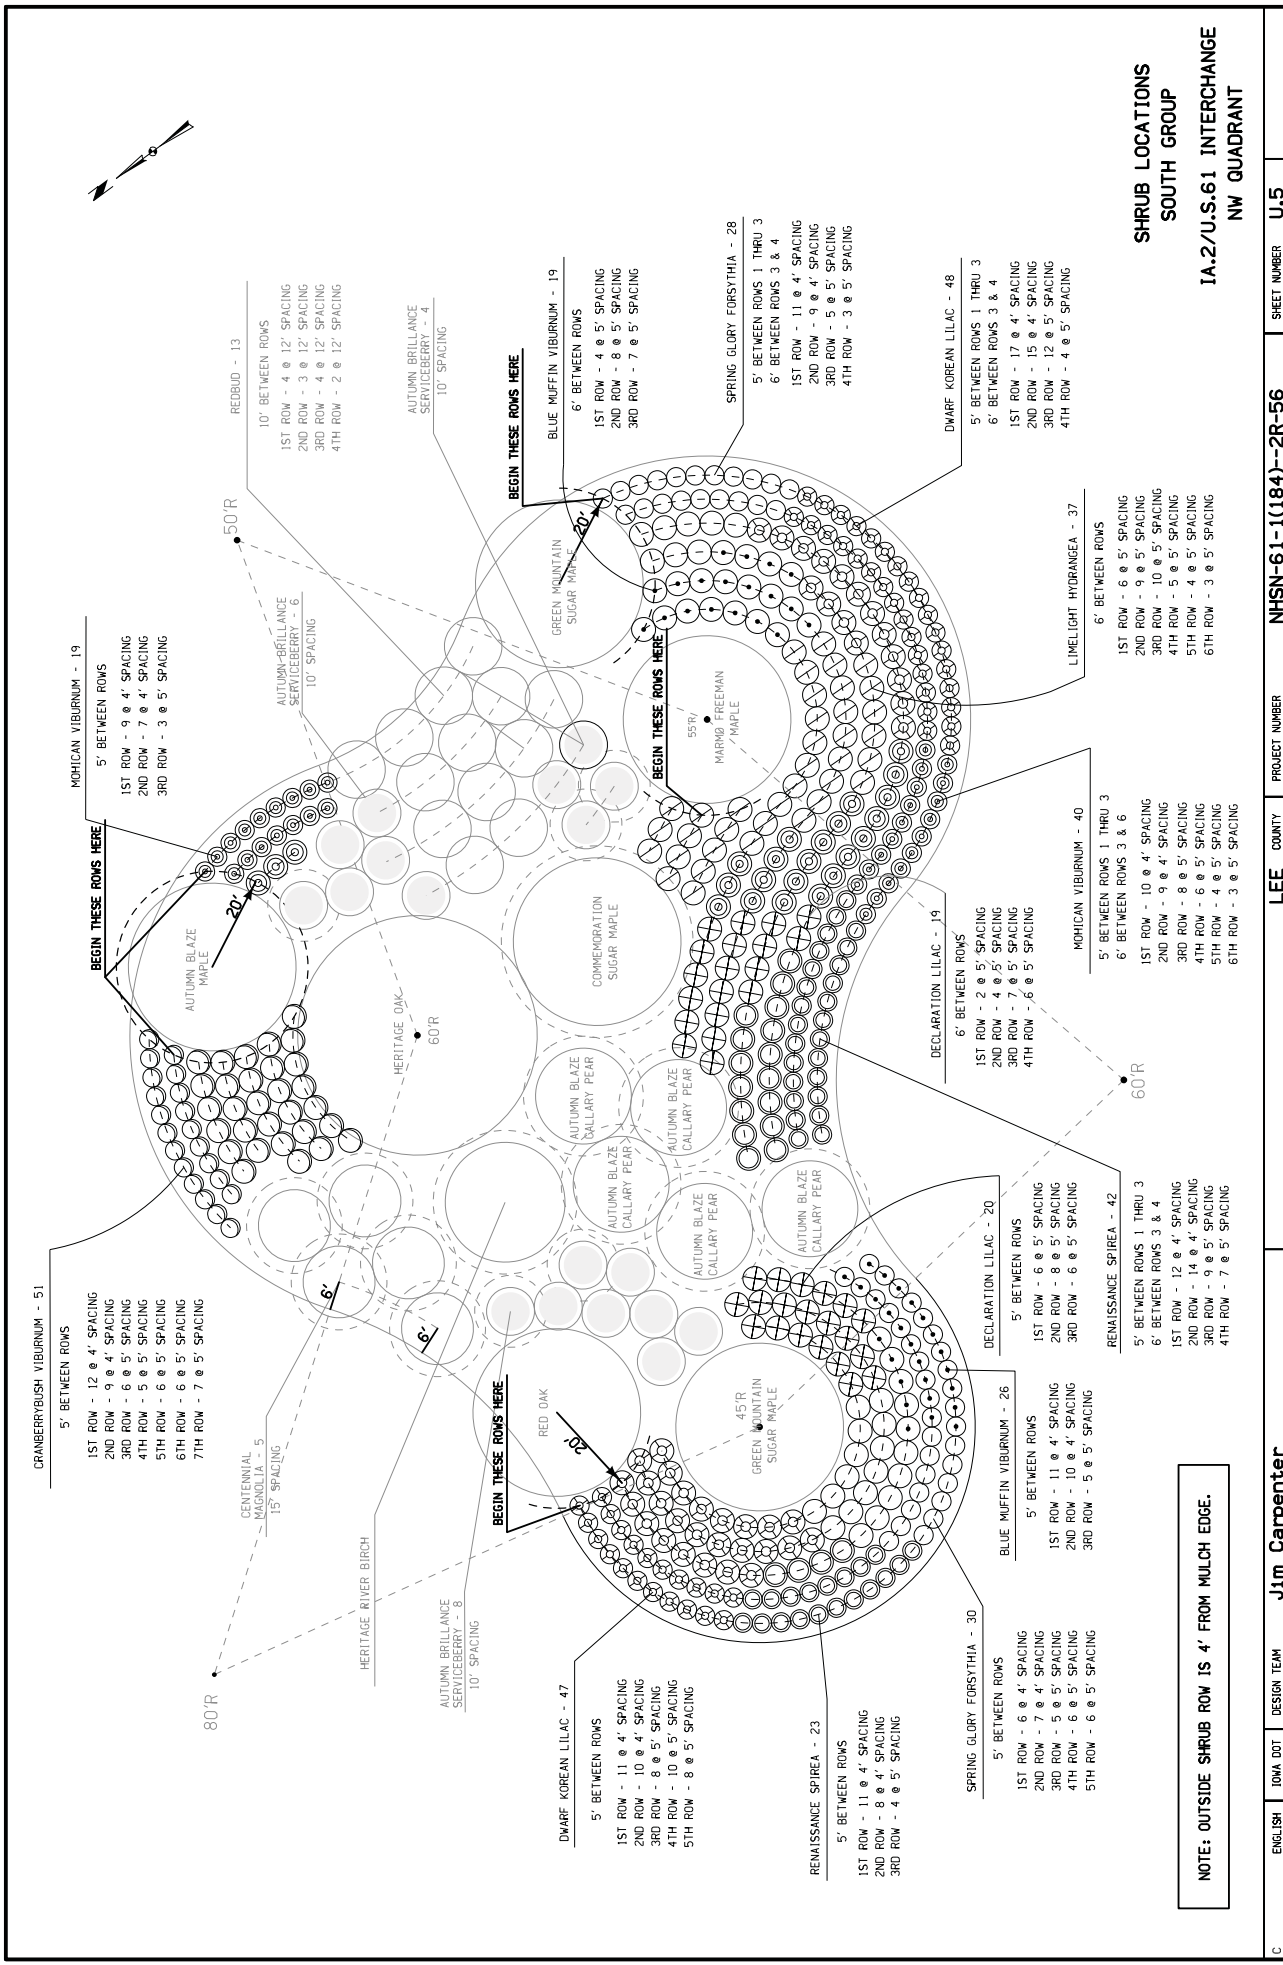 SHRUB LOCATIONS
SOUTH GROUP
IA.2/U.S.61 INTERCHANGE
NW QUADRANT
CRANBERRYBUSH VIBURNUM - 51
5' BETWEEN ROWS
1ST ROW - 12 @ 4' SPACING
2ND ROW - 9 @ 4' SPACING
3RD ROW - 6 @ 5' SPACING
4TH ROW - 5 @ 5' SPACING
5TH ROW - 6 @ 5' SPACING
6TH ROW - 6 @ 5' SPACING
7TH ROW - 7 @ 5' SPACING
MOHICAN VIBURNUM - 19
5' BETWEEN ROWS
1ST ROW - 9 @ 4' SPACING
2ND ROW - 7 @ 4' SPACING
3RD ROW - 3 @ 5' SPACING
BEGIN THESE ROWS HERE
20'
AUTUMN BLAZE
MAPLE
REDBUD - 13
10' BETWEEN ROWS
1ST ROW - 4 @ 12' SPACING
2ND ROW - 3 @ 12' SPACING
3RD ROW - 4 @ 12' SPACING
4TH ROW - 2 @ 12' SPACING
50'R
AUTUMN BRILLANCE
SERVICEBERRY - 6
10' SPACING
AUTUMN BRILLANCE
SERVICEBERRY - 4
10' SPACING
BEGIN THESE ROWS HERE
20'
GREEN MOUNTAIN
SUGAR MAPLE
BLUE MUFFIN VIBURNUM - 19
6' BETWEEN ROWS
1ST ROW - 4 @ 5' SPACING
2ND ROW - 8 @ 5' SPACING
3RD ROW - 7 @ 5' SPACING
SPRING GLORY FORSYTHIA - 28
5' BETWEEN ROWS 1 THRU 3
6' BETWEEN ROWS 3 & 4
1ST ROW - 11 @ 4' SPACING
2ND ROW - 9 @ 4' SPACING
3RD ROW - 5 @ 5' SPACING
4TH ROW - 3 @ 5' SPACING
DWARF KOREAN LILAC - 48
5' BETWEEN ROWS 1 THRU 3
6' BETWEEN ROWS 3 & 4
1ST ROW - 17 @ 4' SPACING
2ND ROW - 15 @ 4' SPACING
3RD ROW - 12 @ 5' SPACING
4TH ROW - 4 @ 5' SPACING
BEGIN THESE ROWS HERE
55'R
MARMO FREEMAN
MAPLE
LIMELIGHT HYDRANGEA - 37
6' BETWEEN ROWS
1ST ROW - 6 @ 5' SPACING
2ND ROW - 9 @ 5' SPACING
3RD ROW - 10 @ 5' SPACING
4TH ROW - 5 @ 5' SPACING
5TH ROW - 4 @ 5' SPACING
6TH ROW - 3 @ 5' SPACING
MOHICAN VIBURNUM - 40
5' BETWEEN ROWS 1 THRU 3
6' BETWEEN ROWS 3 & 6
1ST ROW - 10 @ 4' SPACING
2ND ROW - 9 @ 4' SPACING
3RD ROW - 8 @ 5' SPACING
4TH ROW - 6 @ 5' SPACING
5TH ROW - 4 @ 5' SPACING
6TH ROW - 3 @ 5' SPACING
DECLARATION LILAC - 19
6' BETWEEN ROWS
1ST ROW - 2 @ 5' SPACING
2ND ROW - 4 @ 5' SPACING
3RD ROW - 7 @ 5' SPACING
4TH ROW - 6 @ 5' SPACING
COMMEMORATION
SUGAR MAPLE
HERITAGE OAK
60'R
60'R
AUTUMN BLAZE
CALLARY PEAR
AUTUMN BLAZE
CALLARY PEAR
AUTUMN BLAZE
CALLARY PEAR
AUTUMN BLAZE
CALLARY PEAR
AUTUMN BLAZE
CALLARY PEAR
RENAISSANCE SPIREA - 42
5' BETWEEN ROWS 1 THRU 3
6' BETWEEN ROWS 3 & 4
1ST ROW - 12 @ 4' SPACING
2ND ROW - 14 @ 4' SPACING
3RD ROW - 9 @ 5' SPACING
4TH ROW - 7 @ 5' SPACING
DECLARATION LILAC - 20
5' BETWEEN ROWS
1ST ROW - 6 @ 5' SPACING
2ND ROW - 8 @ 5' SPACING
3RD ROW - 6 @ 5' SPACING
6'
6'
CENTENNIAL
MAGNOLIA - 5
15' SPACING
HERITAGE RIVER BIRCH
AUTUMN BRILLANCE
SERVICEBERRY - 8
10' SPACING
80'R
BEGIN THESE ROWS HERE
20'
RED OAK
45'R
GREEN MOUNTAIN
SUGAR MAPLE
BLUE MUFFIN VIBURNUM - 26
5' BETWEEN ROWS
1ST ROW - 11 @ 4' SPACING
2ND ROW - 10 @ 4' SPACING
3RD ROW - 5 @ 5' SPACING
DWARF KOREAN LILAC - 47
5' BETWEEN ROWS
1ST ROW - 11 @ 4' SPACING
2ND ROW - 10 @ 4' SPACING
3RD ROW - 8 @ 5' SPACING
4TH ROW - 10 @ 5' SPACING
5TH ROW - 8 @ 5' SPACING
RENAISSANCE SPIREA - 23
5' BETWEEN ROWS
1ST ROW - 11 @ 4' SPACING
2ND ROW - 8 @ 4' SPACING
3RD ROW - 4 @ 5' SPACING
SPRING GLORY FORSYTHIA - 30
5' BETWEEN ROWS
1ST ROW - 6 @ 4' SPACING
2ND ROW - 7 @ 4' SPACING
3RD ROW - 5 @ 5' SPACING
4TH ROW - 6 @ 5' SPACING
5TH ROW - 6 @ 5' SPACING
NOTE: OUTSIDE SHRUB ROW IS 4' FROM MULCH EDGE.
C ENGLISH IOWA DOT DESIGN TEAM Jim Carpenter LEE COUNTY PROJECT NUMBER NHSN-61-1(184)--2R-56 SHEET NUMBER U.5